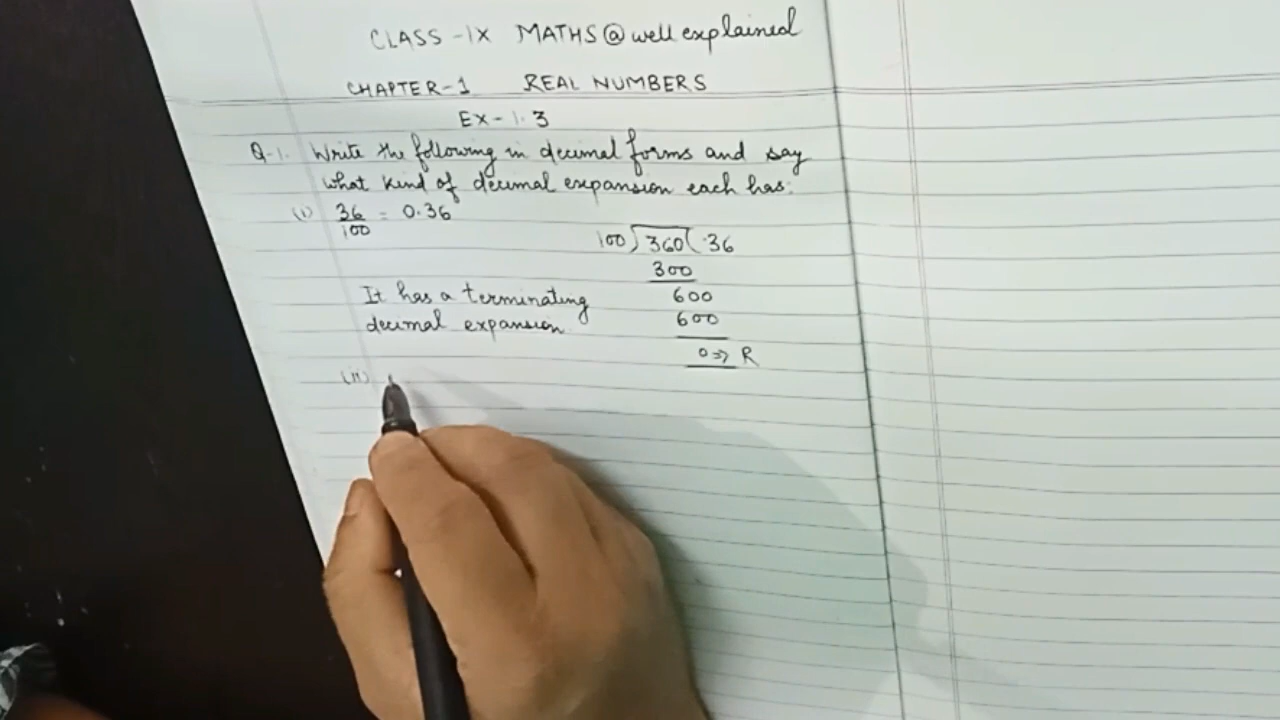 CLASS -IX MATHS @ well explained
CHAPTER-1 REAL NUMBERS
EX-1.3
Q-1. Write the following in decimal forms and say
what kind of decimal expansion each has:
(i) 36/100 = 0.36
100)360(.36
300
600
600
0 => R
It has a terminating
decimal expansion
(ii)